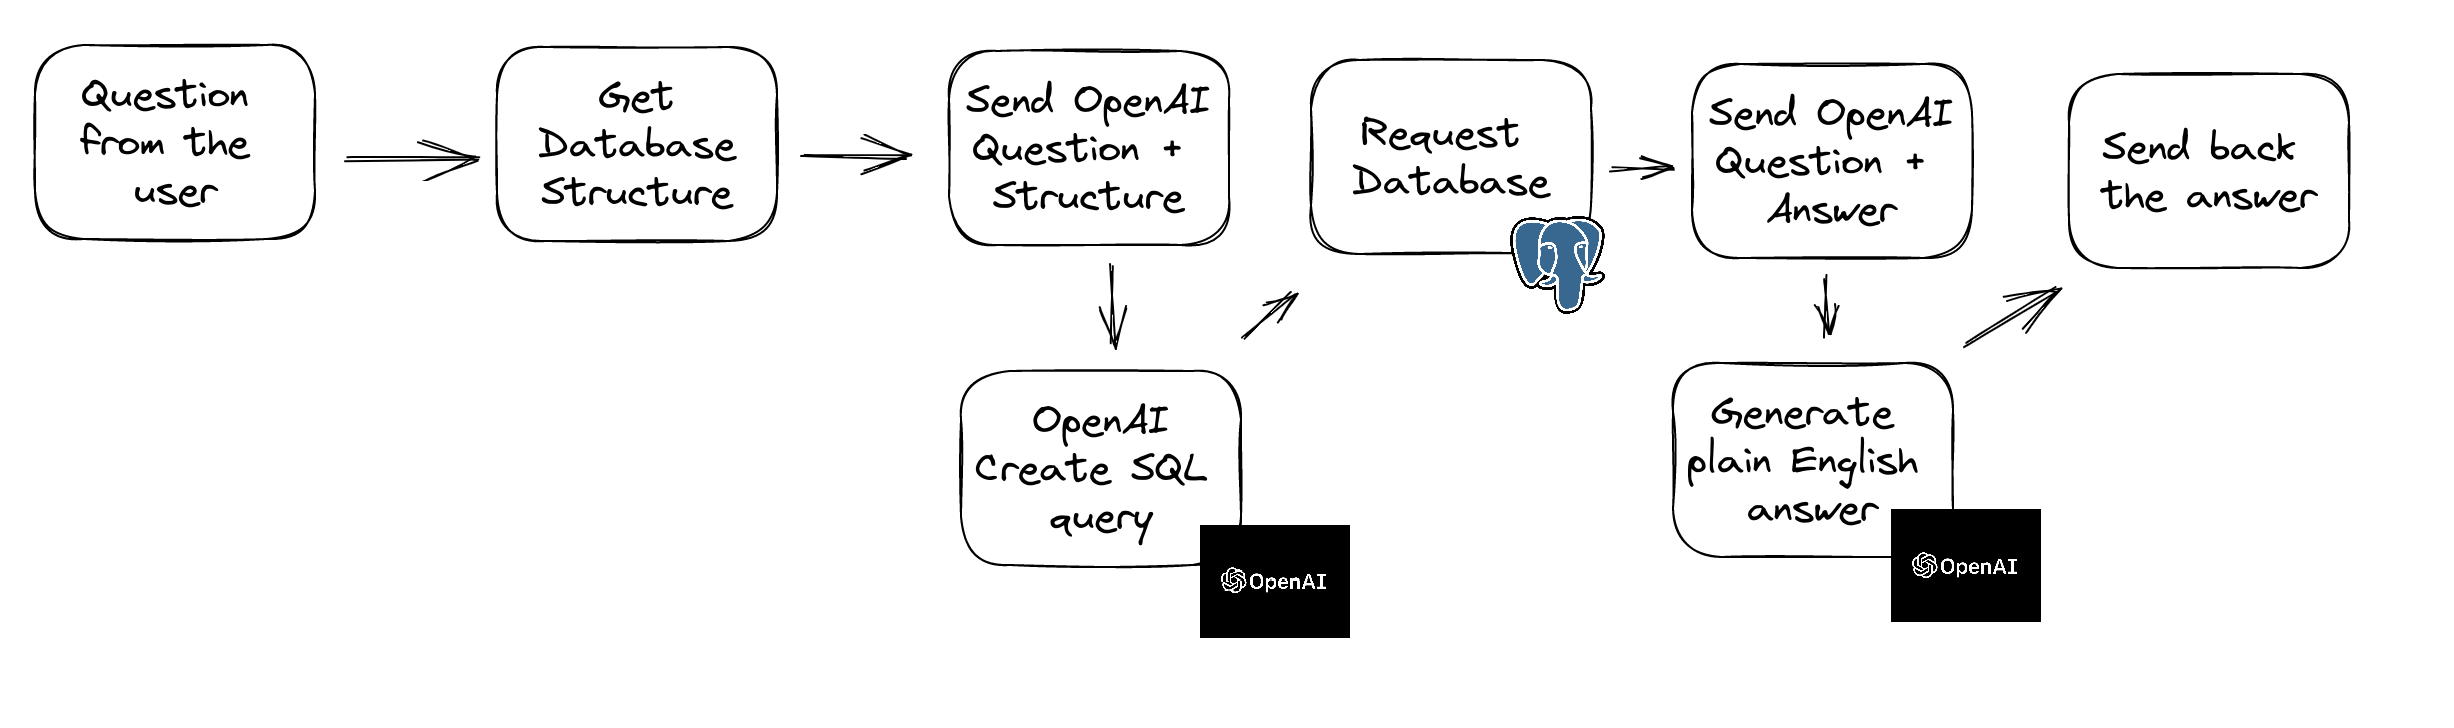 Question
from the
user
Get
Database
Structure
Send OpenAI
Question +
Structure
OpenAI
Create SQL
query
OpenAI
Request
Database
Send OpenAI
Question +
Answer
Generate
plain English
answer
OpenAI
Send back
the answer